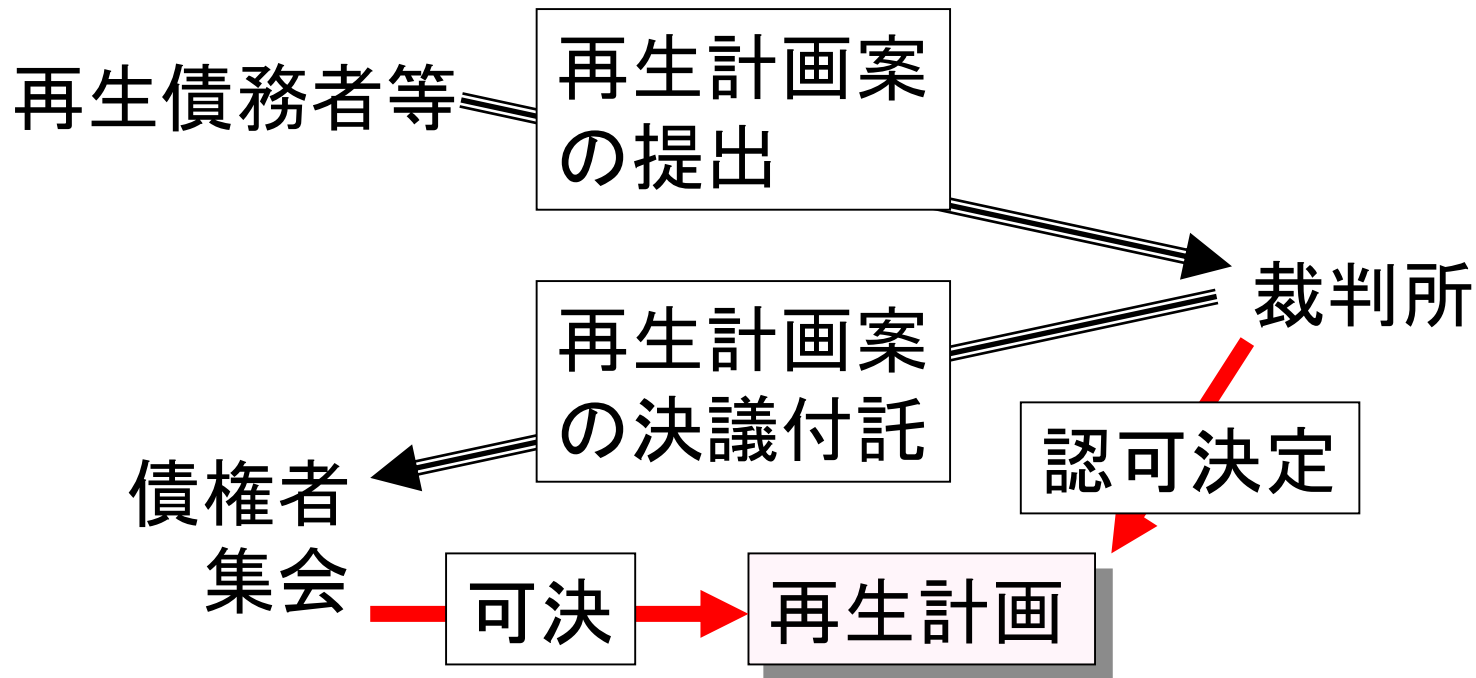 再生債務者等
再生計画案
の提出
裁判所
再生計画案
の決議付託
認可決定
債権者
集会
可決
再生計画